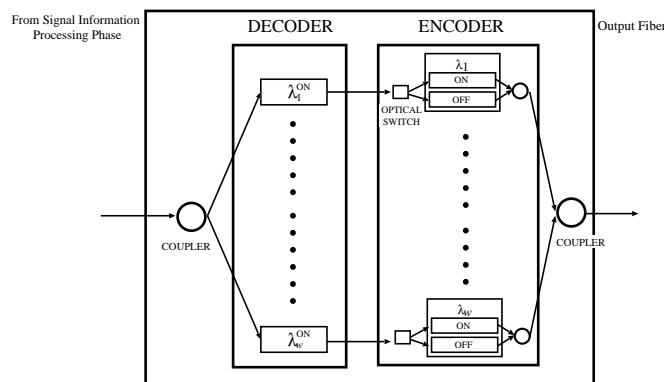 From Signal Information
Processing Phase
DECODER
ENCODER
Output Fiber
λ₁ᴼᴺ
λ₁
ON
OFF
OPTICAL
SWITCH
COUPLER
COUPLER
λwᴼᴺ
λw
ON
OFF